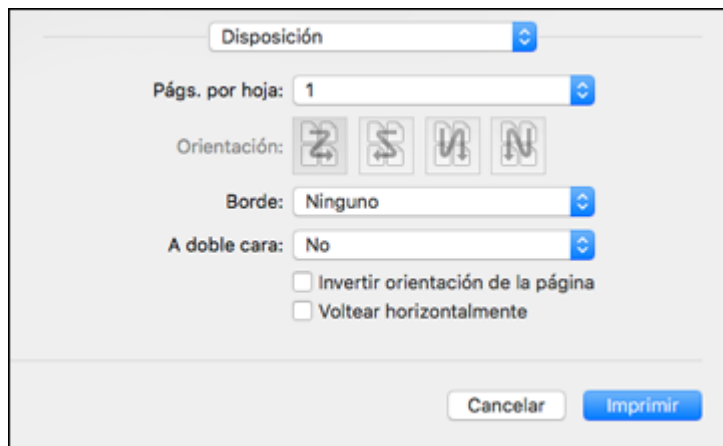 Disposición
Págs. por hoja: 1
Orientación:
Borde: Ninguno
A doble cara: No
Invertir orientación de la página
Voltear horizontalmente
Cancelar Imprimir